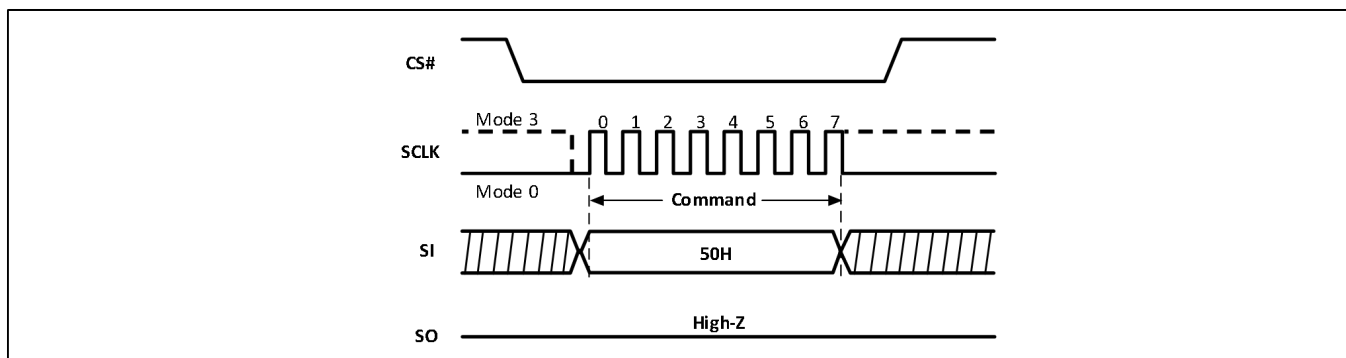 CS#
Mode 3
0 1 2 3 4 5 6 7
SCLK
Mode 0
Command
SI
50H
High-Z
SO